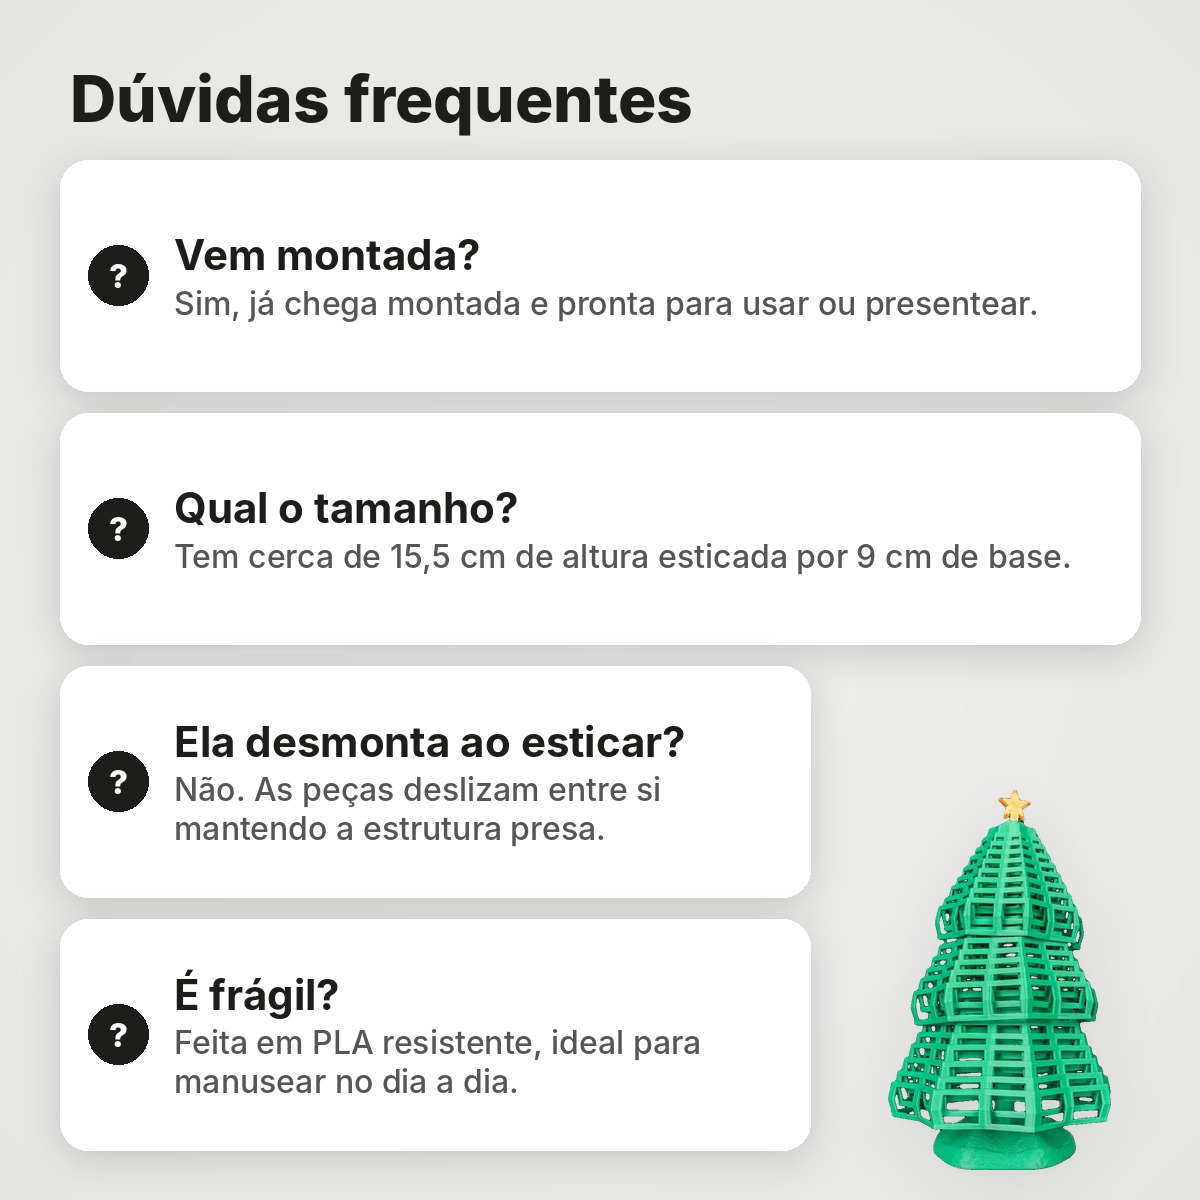 Dúvidas frequentes
?
Vem montada?
Sim, já chega montada e pronta para usar ou presentear.
?
Qual o tamanho?
Tem cerca de 15,5 cm de altura esticada por 9 cm de base.
?
Ela desmonta ao esticar?
Não. As peças deslizam entre si
mantendo a estrutura presa.
?
É frágil?
Feita em PLA resistente, ideal para
manusear no dia a dia.